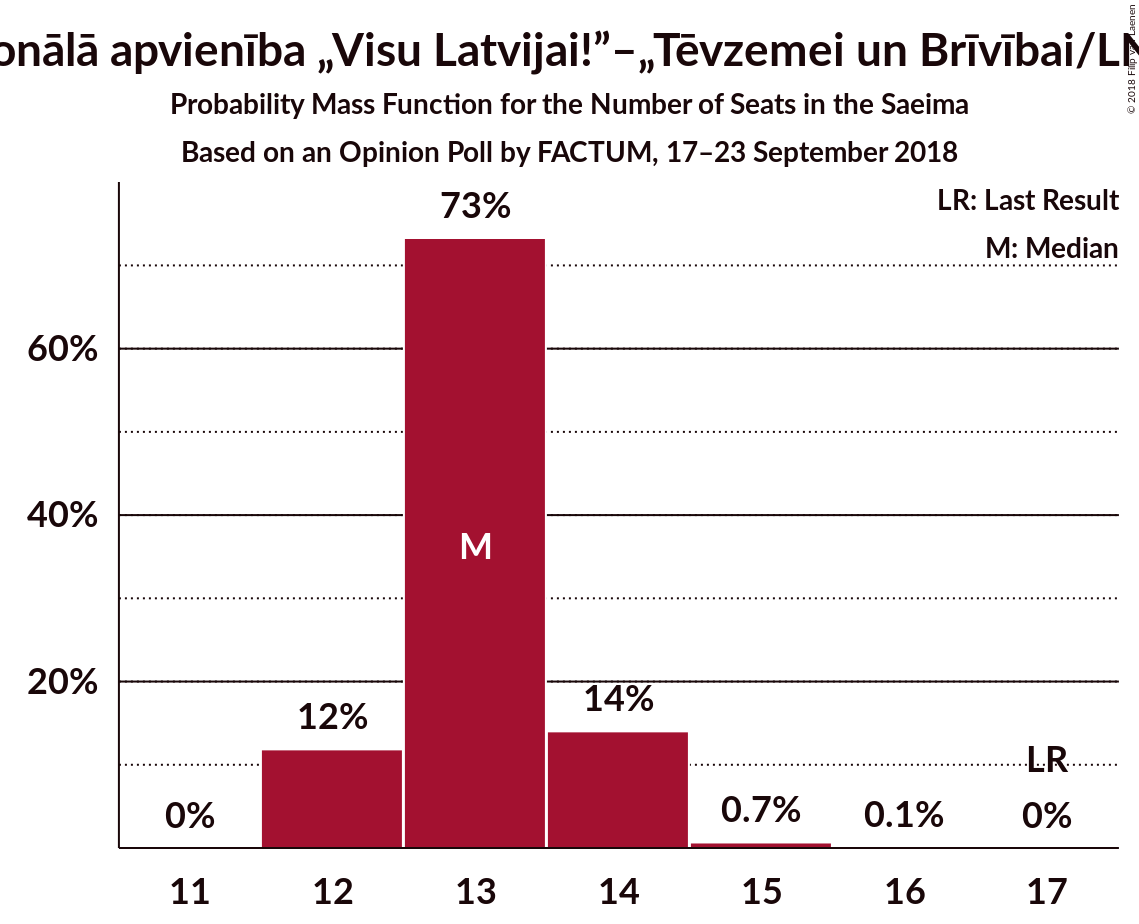 onālā apvienība „Visu Latvijai!”–„Tēvzemei un Brīvībai/LN
© 2018 Filip van Laenen
Probability Mass Function for the Number of Seats in the Saeima
Based on an Opinion Poll by FACTUM, 17–23 September 2018
LR: Last Result
M: Median
73%
60%
40%
M
20%
14%
12%
LR
0%
0.7%
0.1%
0%
11 12 13 14 15 16 17